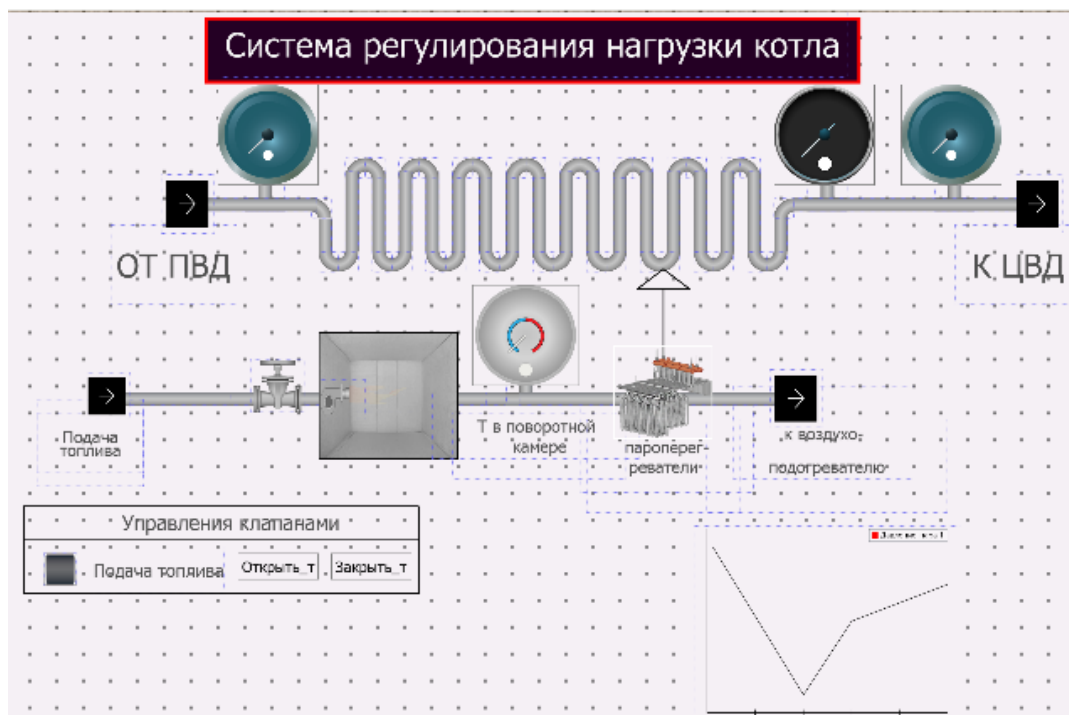 Система регулирования нагрузки котла
ОТ ПВД
К ЦВД
Подача
топлива
Т в поворотной
камере
пароперег-
реватели
к воздухо-
подогревателю
Управления клапанами
Подача топлива
Открыть_т
Закрыть_т